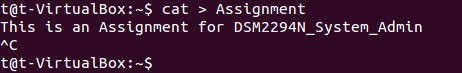 t@t-VirtualBox:~$ cat > Assignment
This is an Assignment for DSM2294N_System_Admin
^C
t@t-VirtualBox:~$